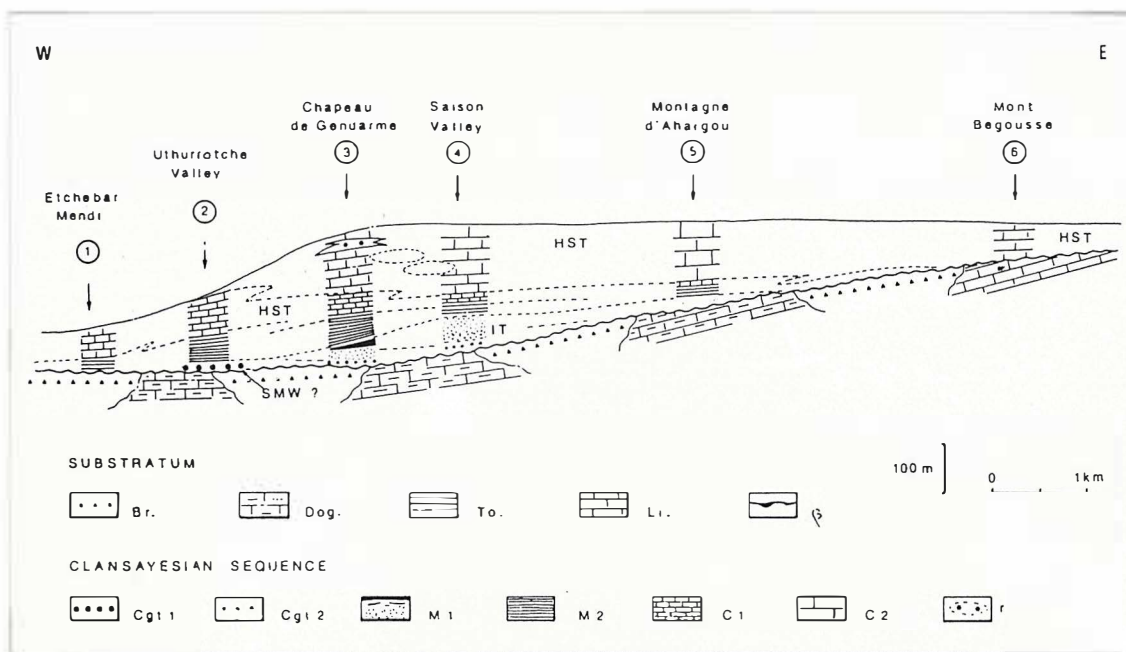 W
E
Chapeau
de Gendarme
3
Saison
Valley
4
Montagne
d'Ahargou
5
Mont
Begousse
6
Uthurrotche
Valley
2
Etchebar
Mendi
1
HST
HST
HST
IT
SMW ?
SUBSTRATUM
100 m
0 1km
Br. Dog. To. Li. β
CLANSAYESIAN SEQUENCE
Cgt 1 Cgt 2 M 1 M 2 C 1 C 2 r